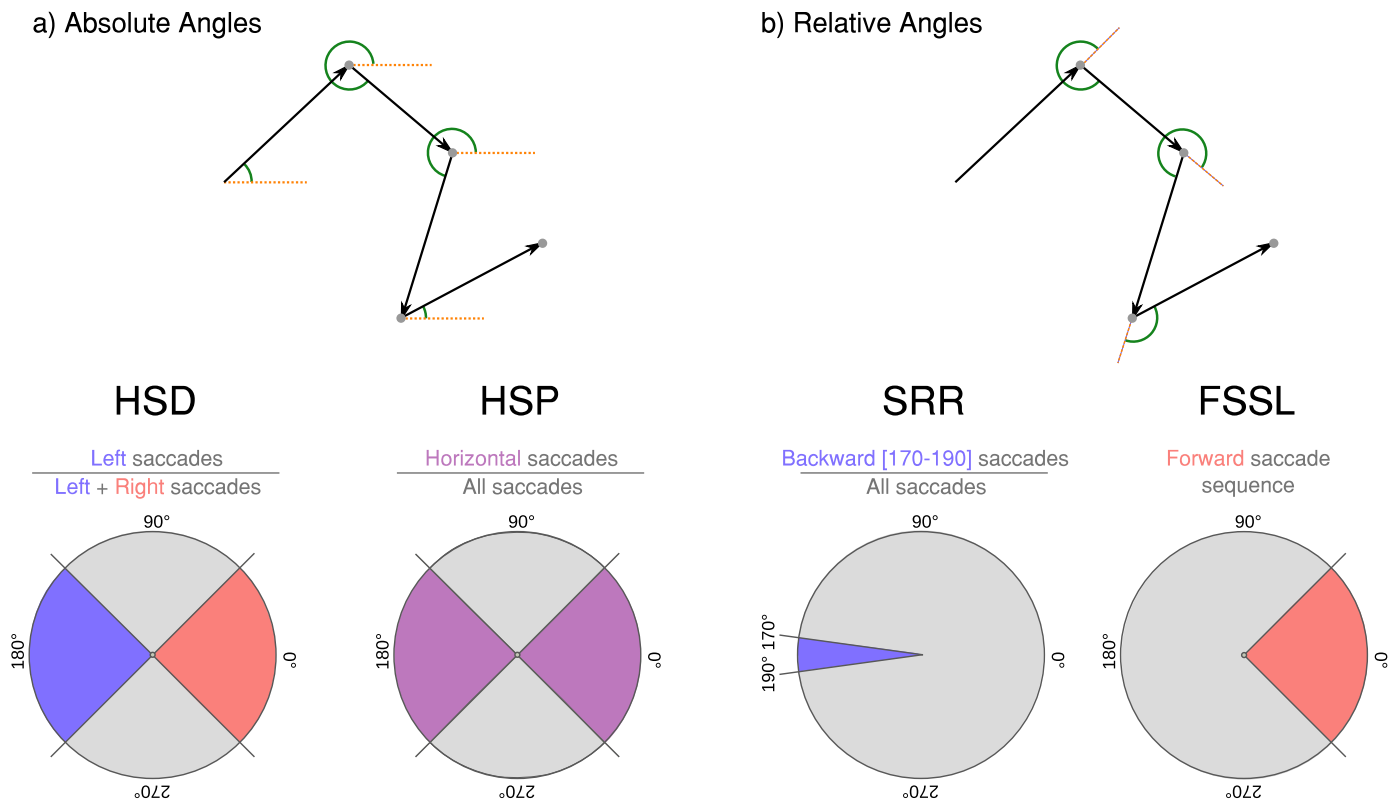 a) Absolute Angles
b) Relative Angles
HSD
HSP
SRR
FSSL
Left saccades
Left + Right saccades
Horizontal saccades
All saccades
Backward [170-190] saccades
All saccades
Forward saccade
sequence
90°
180°
0°
270°
90°
180°
0°
270°
90°
170°
190°
0°
270°
90°
180°
0°
270°